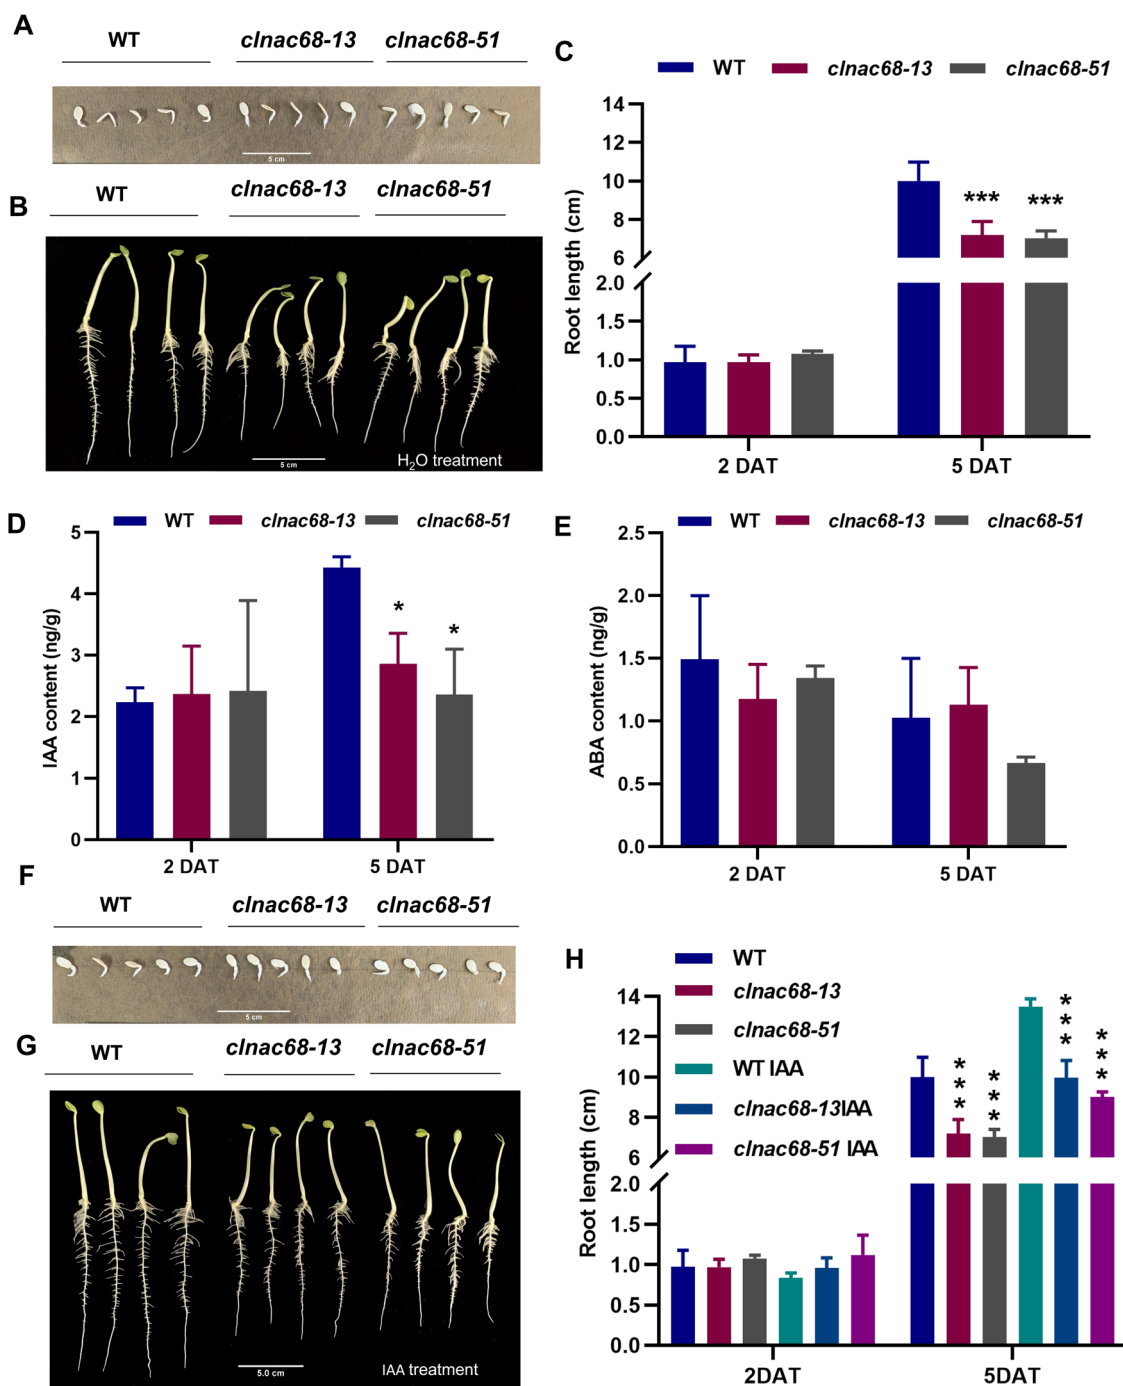 A
WT clnac68-13 clnac68-51
5 cm
B
WT clnac68-13 clnac68-51
5 cm
H₂O treatment
C
WT clnac68-13 clnac68-51
Root length (cm)
14
12
10
8
6
2.0
1.5
1.0
0.5
0.0
*** ***
2 DAT 5 DAT
D
WT clnac68-13 clnac68-51
IAA content (ng/g)
5
4
3
2
1
0
* *
2 DAT 5 DAT
E
WT clnac68-13 clnac68-51
ABA content (ng/g)
2.5
2.0
1.5
1.0
0.5
0.0
2 DAT 5 DAT
F
WT clnac68-13 clnac68-51
5 cm
G
WT clnac68-13 clnac68-51
5.0 cm
IAA treatment
H
WT
clnac68-13
clnac68-51
WT IAA
clnac68-13IAA
clnac68-51 IAA
Root length (cm)
14
12
10
8
6
2.0
1.5
1.0
0.5
0.0
*** *** *** ***
2DAT 5DAT